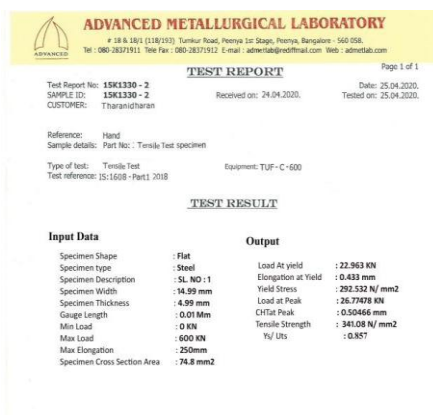 ADVANCED METALLURGICAL LABORATORY
# 18 & 18/1 (118/193) Tumkur Road, Peenya 1st Stage, Peenya, Bangalore - 560 058.
Tel : 080-28371911 Tele Fax : 080-28371912 E-mail : admetlab@rediffmail.com Web : admetlab.com
ADVANCED
Page 1 of 1
TEST REPORT
Test Report No: 15K1330 - 2
Date: 25.04.2020.
SAMPLE ID: 15K1330 - 2
Received on: 24.04.2020.
Tested on: 25.04.2020.
CUSTOMER: Tharanidharan
Reference: Hand
Sample details: Part No: : Tensile Test specimen
Type of test: Tensile Test
Equipment: TUF - C -600
Test reference: IS:1608 -Part1 2018
TEST RESULT
Input Data
Specimen Shape : Flat
Specimen type : Steel
Specimen Description : SL. NO : 1
Specimen Width : 14.99 mm
Specimen Thickness : 4.99 mm
Gauge Length : 0.01 Mm
Min Load : 0 KN
Max Load : 600 KN
Max Elongation : 250mm
Specimen Cross Section Area : 74.8 mm2
Output
Load At yield : 22.963 KN
Elongation at Yield : 0.433 mm
Yield Stress : 292.532 N/ mm2
Load at Peak : 26.77478 KN
CHTat Peak : 0.50466 mm
Tensile Strength : 341.08 N/ mm2
Ys/ Uts : 0.857